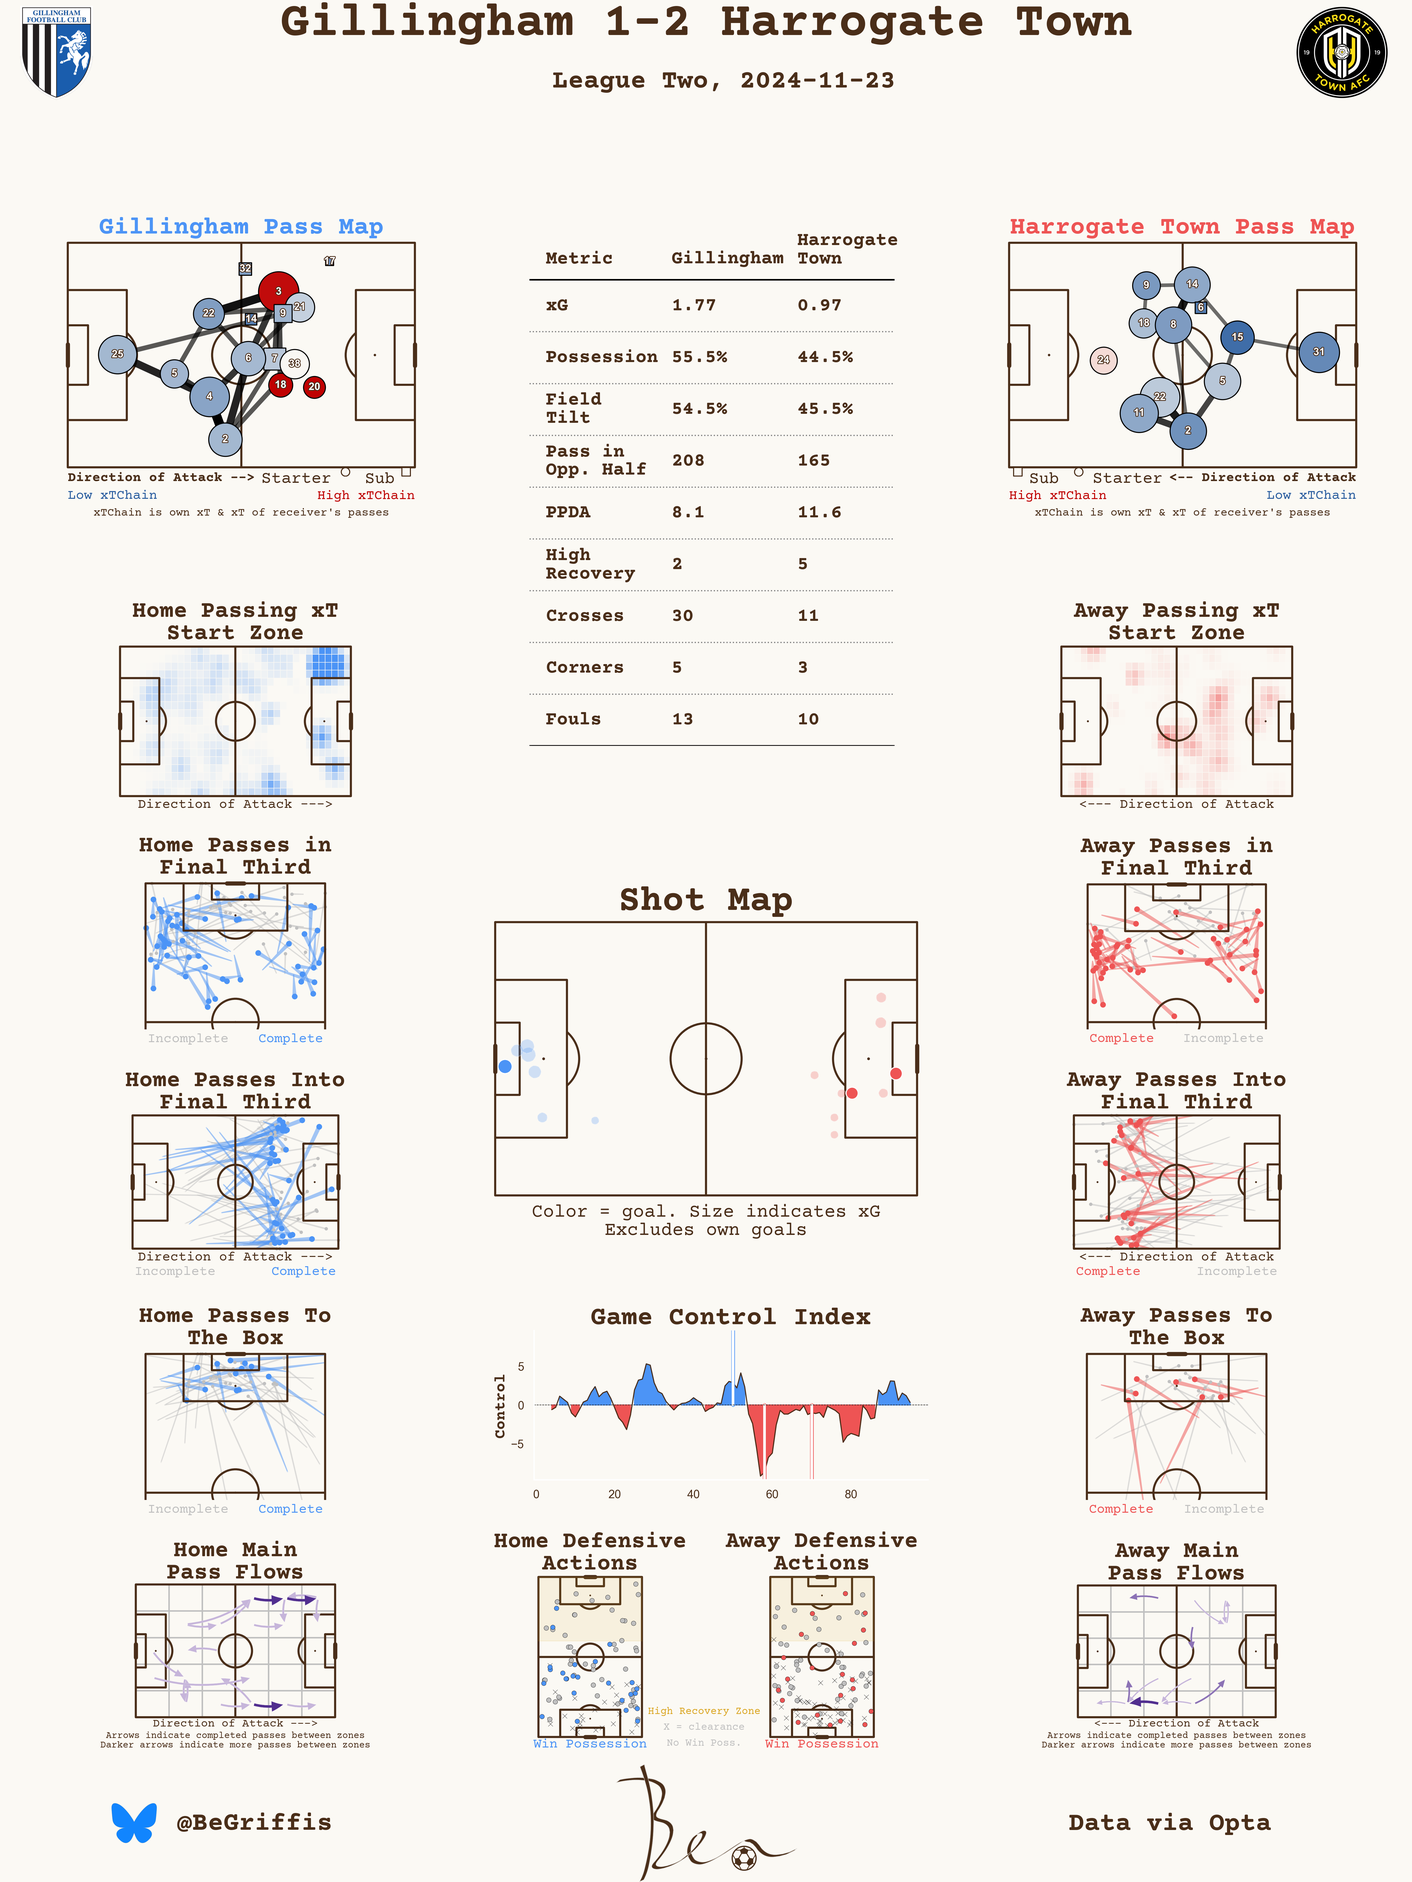 Gillingham 1-2 Harrogate Town
League Two, 2024-11-23
GILLINGHAM
FOOTBALL CLUB
HARROGATE
19 19
TOWN AFC
Gillingham Pass Map
32
17
3
21
22
9
14
25
6
7
38
5
18
20
4
2
Direction of Attack --> Starter Sub
Low xTChain High xTChain
xTChain is own xT & xT of receiver's passes
Metric Gillingham Harrogate Town
xG 1.77 0.97
Possession 55.5% 44.5%
Field Tilt 54.5% 45.5%
Pass in Opp. Half 208 165
PPDA 8.1 11.6
High Recovery 2 5
Crosses 30 11
Corners 5 3
Fouls 13 10
Harrogate Town Pass Map
9
14
6
18
8
15
31
24
5
22
11
2
Sub Starter <-- Direction of Attack
High xTChain Low xTChain
xTChain is own xT & xT of receiver's passes
Home Passing xT
Start Zone
Direction of Attack --->
Away Passing xT
Start Zone
<--- Direction of Attack
Home Passes in
Final Third
Incomplete Complete
Away Passes in
Final Third
Complete Incomplete
Shot Map
Color = goal. Size indicates xG
Excludes own goals
Home Passes Into
Final Third
Direction of Attack --->
Incomplete Complete
Away Passes Into
Final Third
<--- Direction of Attack
Complete Incomplete
Home Passes To
The Box
Incomplete Complete
Game Control Index
Control
5
0
−5
0 20 40 60 80
Away Passes To
The Box
Complete Incomplete
Home Main
Pass Flows
Direction of Attack --->
Arrows indicate completed passes between zones
Darker arrows indicate more passes between zones
Home Defensive
Actions
Win Possession
High Recovery Zone
X = clearance
No Win Poss.
Away Defensive
Actions
Win Possession
Away Main
Pass Flows
<--- Direction of Attack
Arrows indicate completed passes between zones
Darker arrows indicate more passes between zones
@BeGriffis
Ben
Data via Opta